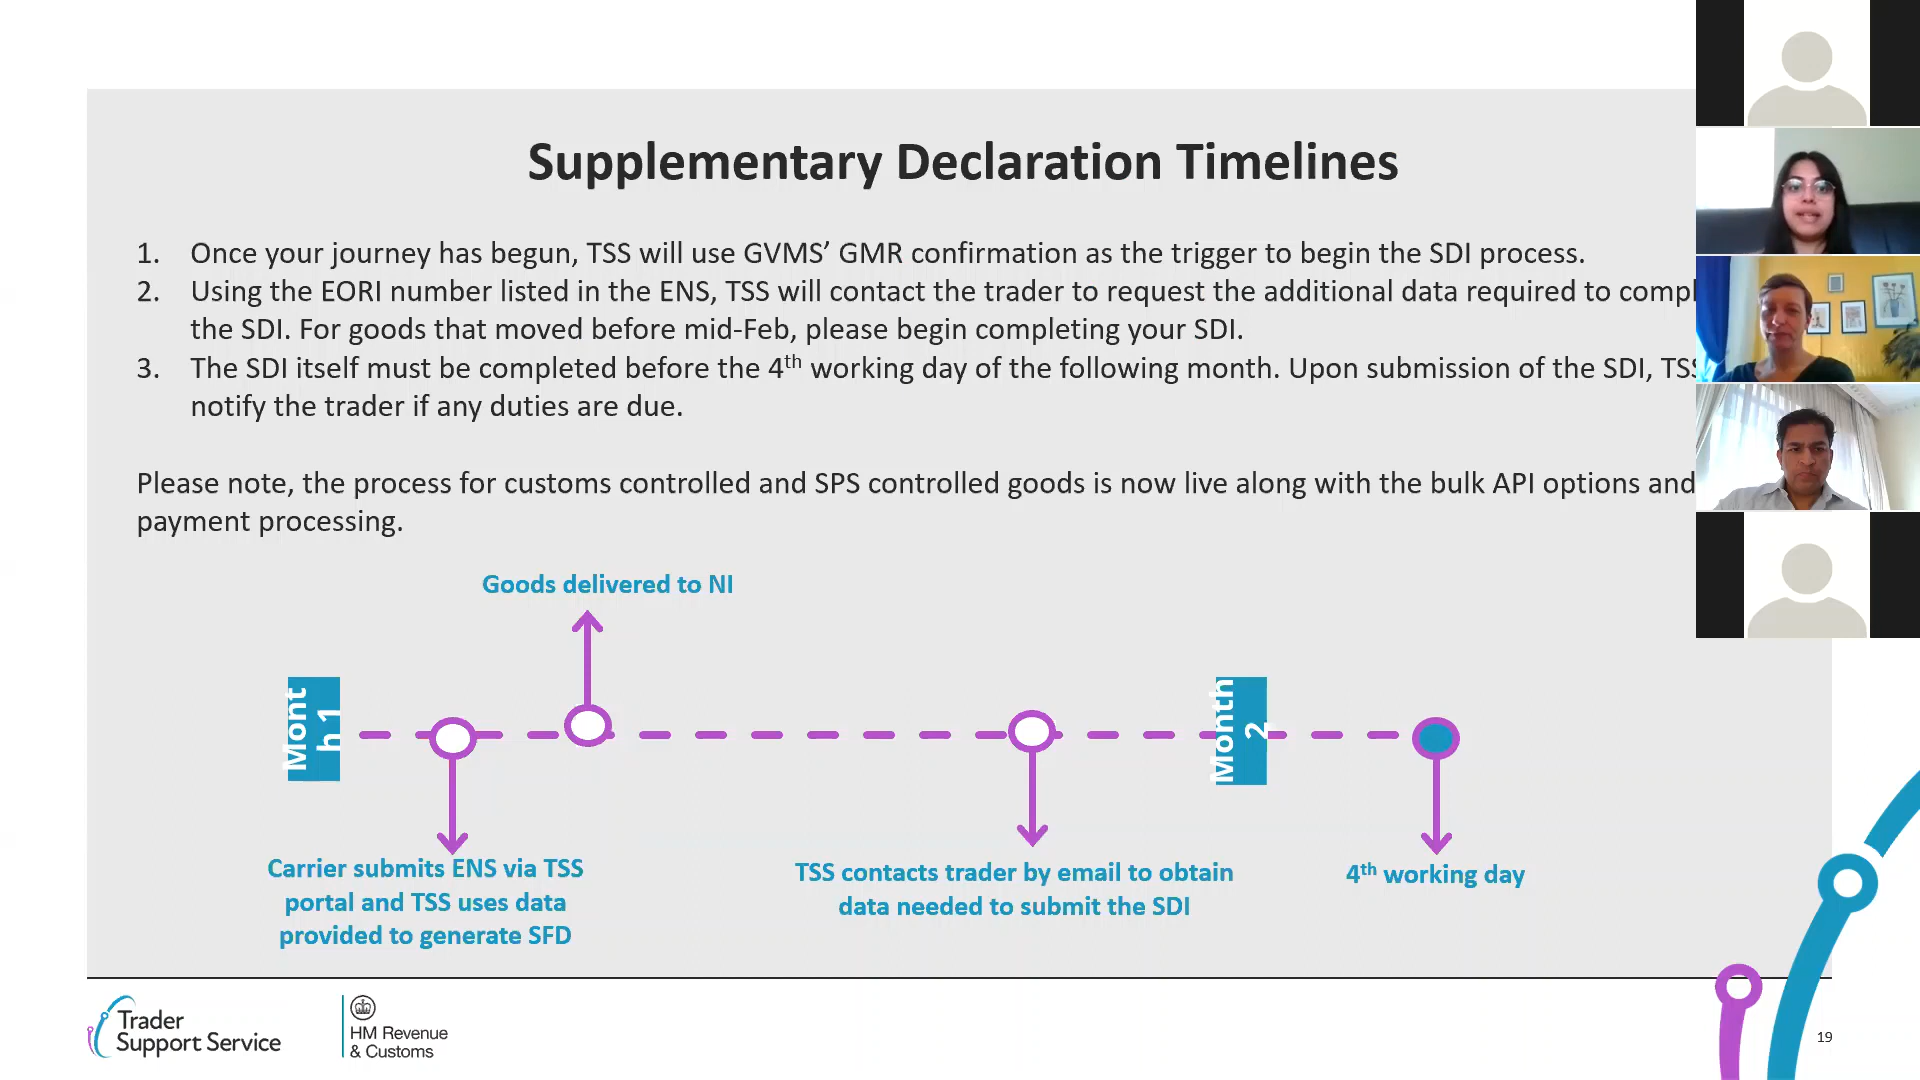 Supplementary Declaration Timelines
1. Once your journey has begun, TSS will use GVMS’ GMR confirmation as the trigger to begin the SDI process.
2. Using the EORI number listed in the ENS, TSS will contact the trader to request the additional data required to compl
the SDI. For goods that moved before mid-Feb, please begin completing your SDI.
3. The SDI itself must be completed before the 4th working day of the following month. Upon submission of the SDI, TSS
notify the trader if any duties are due.
Please note, the process for customs controlled and SPS controlled goods is now live along with the bulk API options and
payment processing.
Goods delivered to NI
Mont
h 1
Month
2
Carrier submits ENS via TSS
portal and TSS uses data
provided to generate SFD
TSS contacts trader by email to obtain
data needed to submit the SDI
4th working day
Trader
Support Service
HM Revenue
& Customs
19